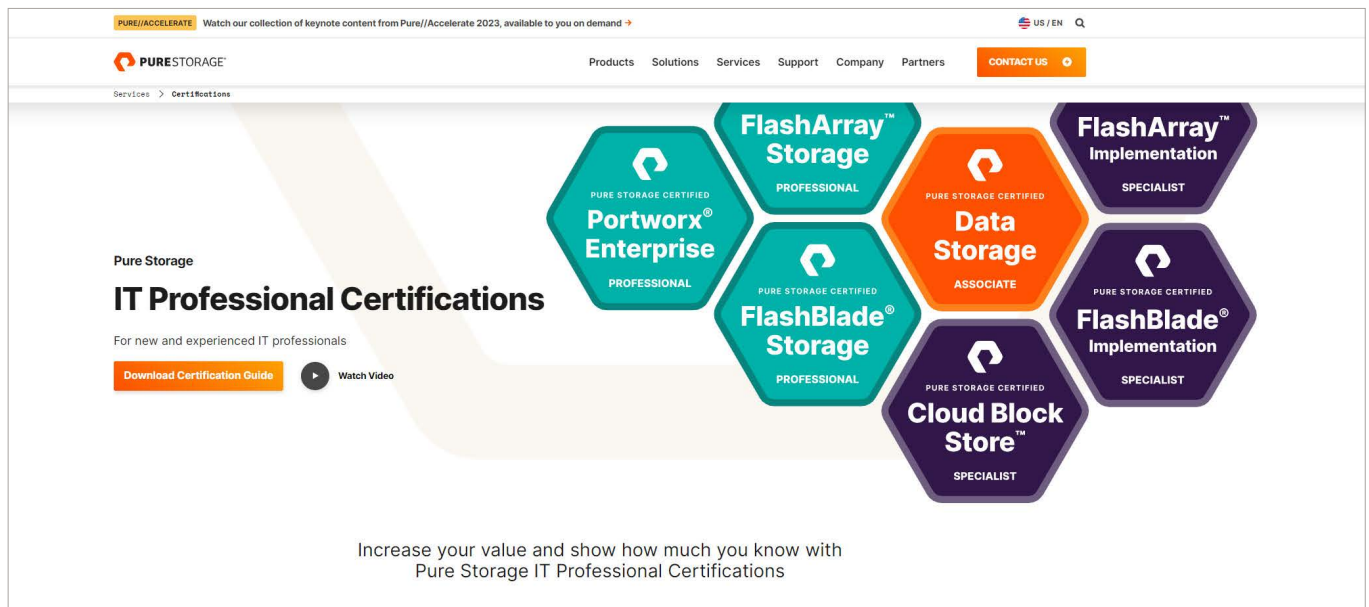 PURE//ACCELERATE Watch our collection of keynote content from Pure//Accelerate 2023, available to you on demand →
US / EN
PURESTORAGE®
Products Solutions Services Support Company Partners CONTACT US
Services > Certifications
Pure Storage
IT Professional Certifications
For new and experienced IT professionals
Download Certification Guide Watch Video
PURE STORAGE CERTIFIED
Portworx®
Enterprise
PROFESSIONAL
FlashArray™
Storage
PROFESSIONAL
PURE STORAGE CERTIFIED
FlashBlade®
Storage
PROFESSIONAL
PURE STORAGE CERTIFIED
Data
Storage
ASSOCIATE
PURE STORAGE CERTIFIED
Cloud Block
Store™
SPECIALIST
FlashArray™
Implementation
SPECIALIST
PURE STORAGE CERTIFIED
FlashBlade®
Implementation
SPECIALIST
Increase your value and show how much you know with
Pure Storage IT Professional Certifications